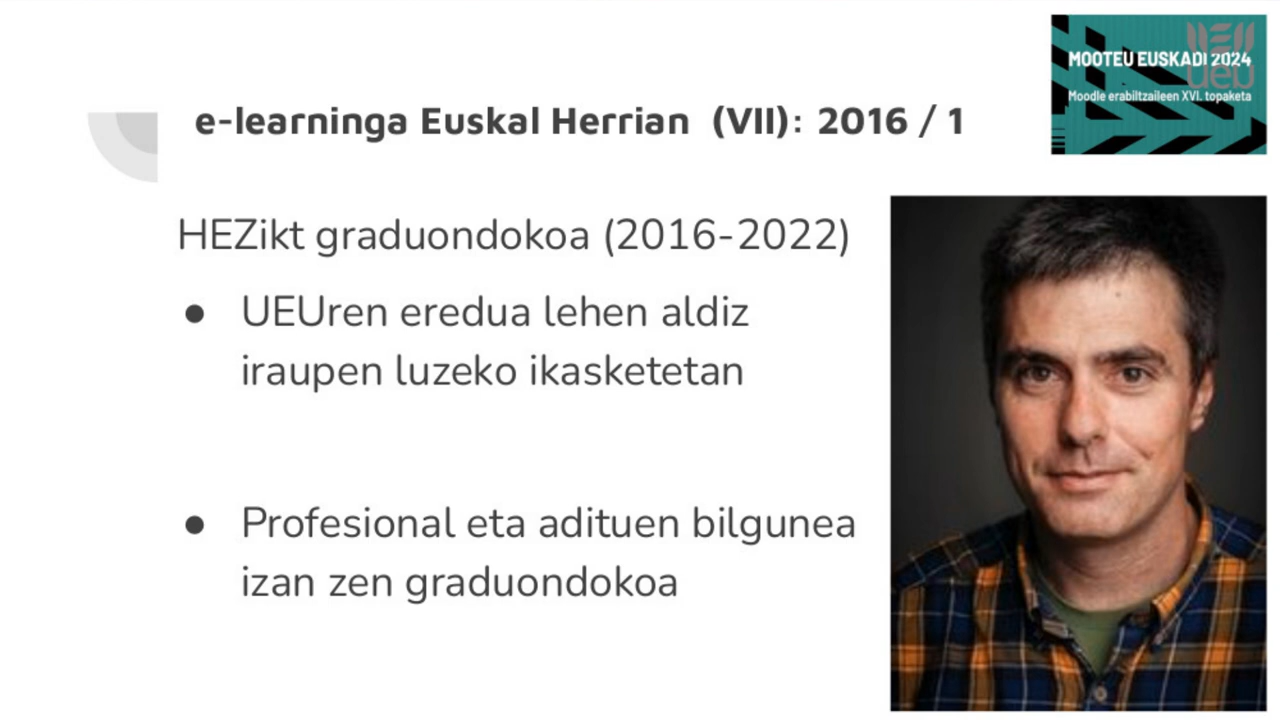 MOOTEU EUSKADI 2024
Moodle erabiltzaileen XVI. topaketa
ueu
e-learninga Euskal Herrian (VII): 2016 / 1
HEZikt graduondokoa (2016-2022)
● UEUren eredua lehen aldiz
iraupen luzeko ikasketetan
● Profesional eta adituen bilgunea
izan zen graduondokoa